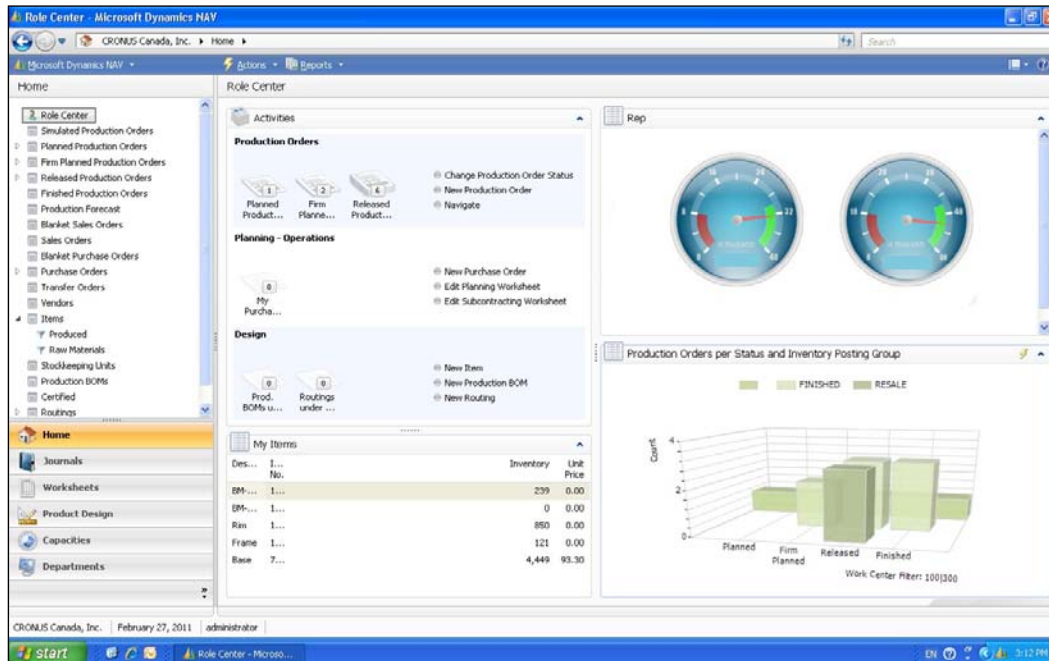 Role Center - Microsoft Dynamics NAV
CRONUS Canada, Inc. ▸ Home ▸
Search
Microsoft Dynamics NAV
Actions
Reports
Home
Role Center
Role Center
Simulated Production Orders
Planned Production Orders
Firm Planned Production Orders
Released Production Orders
Finished Production Orders
Production Forecast
Blanket Sales Orders
Sales Orders
Blanket Purchase Orders
Purchase Orders
Transfer Orders
Vendors
Items
Produced
Raw Materials
Stockkeeping Units
Production BOMs
Certified
Routings
Home
Journals
Worksheets
Product Design
Capacities
Departments
Activities
Production Orders
1
Planned
Product...
2
Firm
Planne...
6
Released
Product...
Change Production Order Status
New Production Order
Navigate
Planning - Operations
0
My
Purcha...
New Purchase Order
Edit Planning Worksheet
Edit Subcontracting Worksheet
Design
0
Prod.
BOMs u...
0
Routings
under ...
New Item
New Production BOM
New Routing
My Items
Des... I... No. Inventory Unit Price
BM-... 1... 239 0.00
BM-... 1... 0 0.00
Rim 1... 850 0.00
Frame 1... 121 0.00
Base 7... 4,449 93.30
Rep
Production Orders per Status and Inventory Posting Group
FINISHED RESALE
Count
4
2
0
Planned
Firm
Planned
Released
Finished
Work Center Filter: 100|300
CRONUS Canada, Inc. February 27, 2011 administrator
start
Role Center - Microso...
EN
3:12 PM